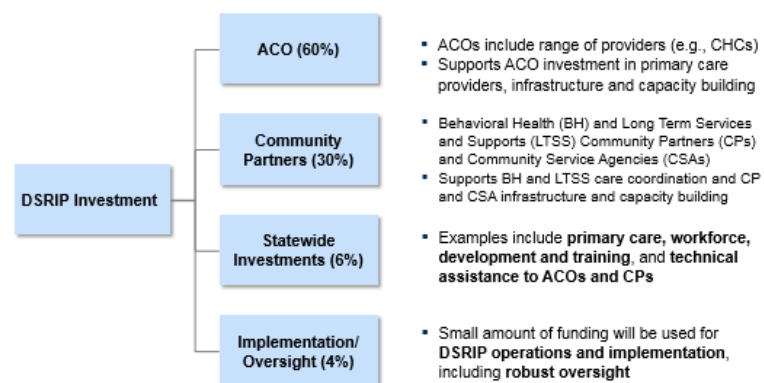 ACO (60%)
▪ ACOs include range of providers (e.g., CHCs)
▪ Supports ACO investment in primary care
providers, infrastructure and capacity building
Community
Partners (30%)
▪ Behavioral Health (BH) and Long Term Services
and Supports (LTSS) Community Partners (CPs)
and Community Service Agencies (CSAs)
▪ Supports BH and LTSS care coordination and CP
and CSA infrastructure and capacity building
DSRIP Investment
Statewide
Investments (6%)
▪ Examples include primary care, workforce,
development and training, and technical
assistance to ACOs and CPs
Implementation/
Oversight (4%)
▪ Small amount of funding will be used for
DSRIP operations and implementation,
including robust oversight